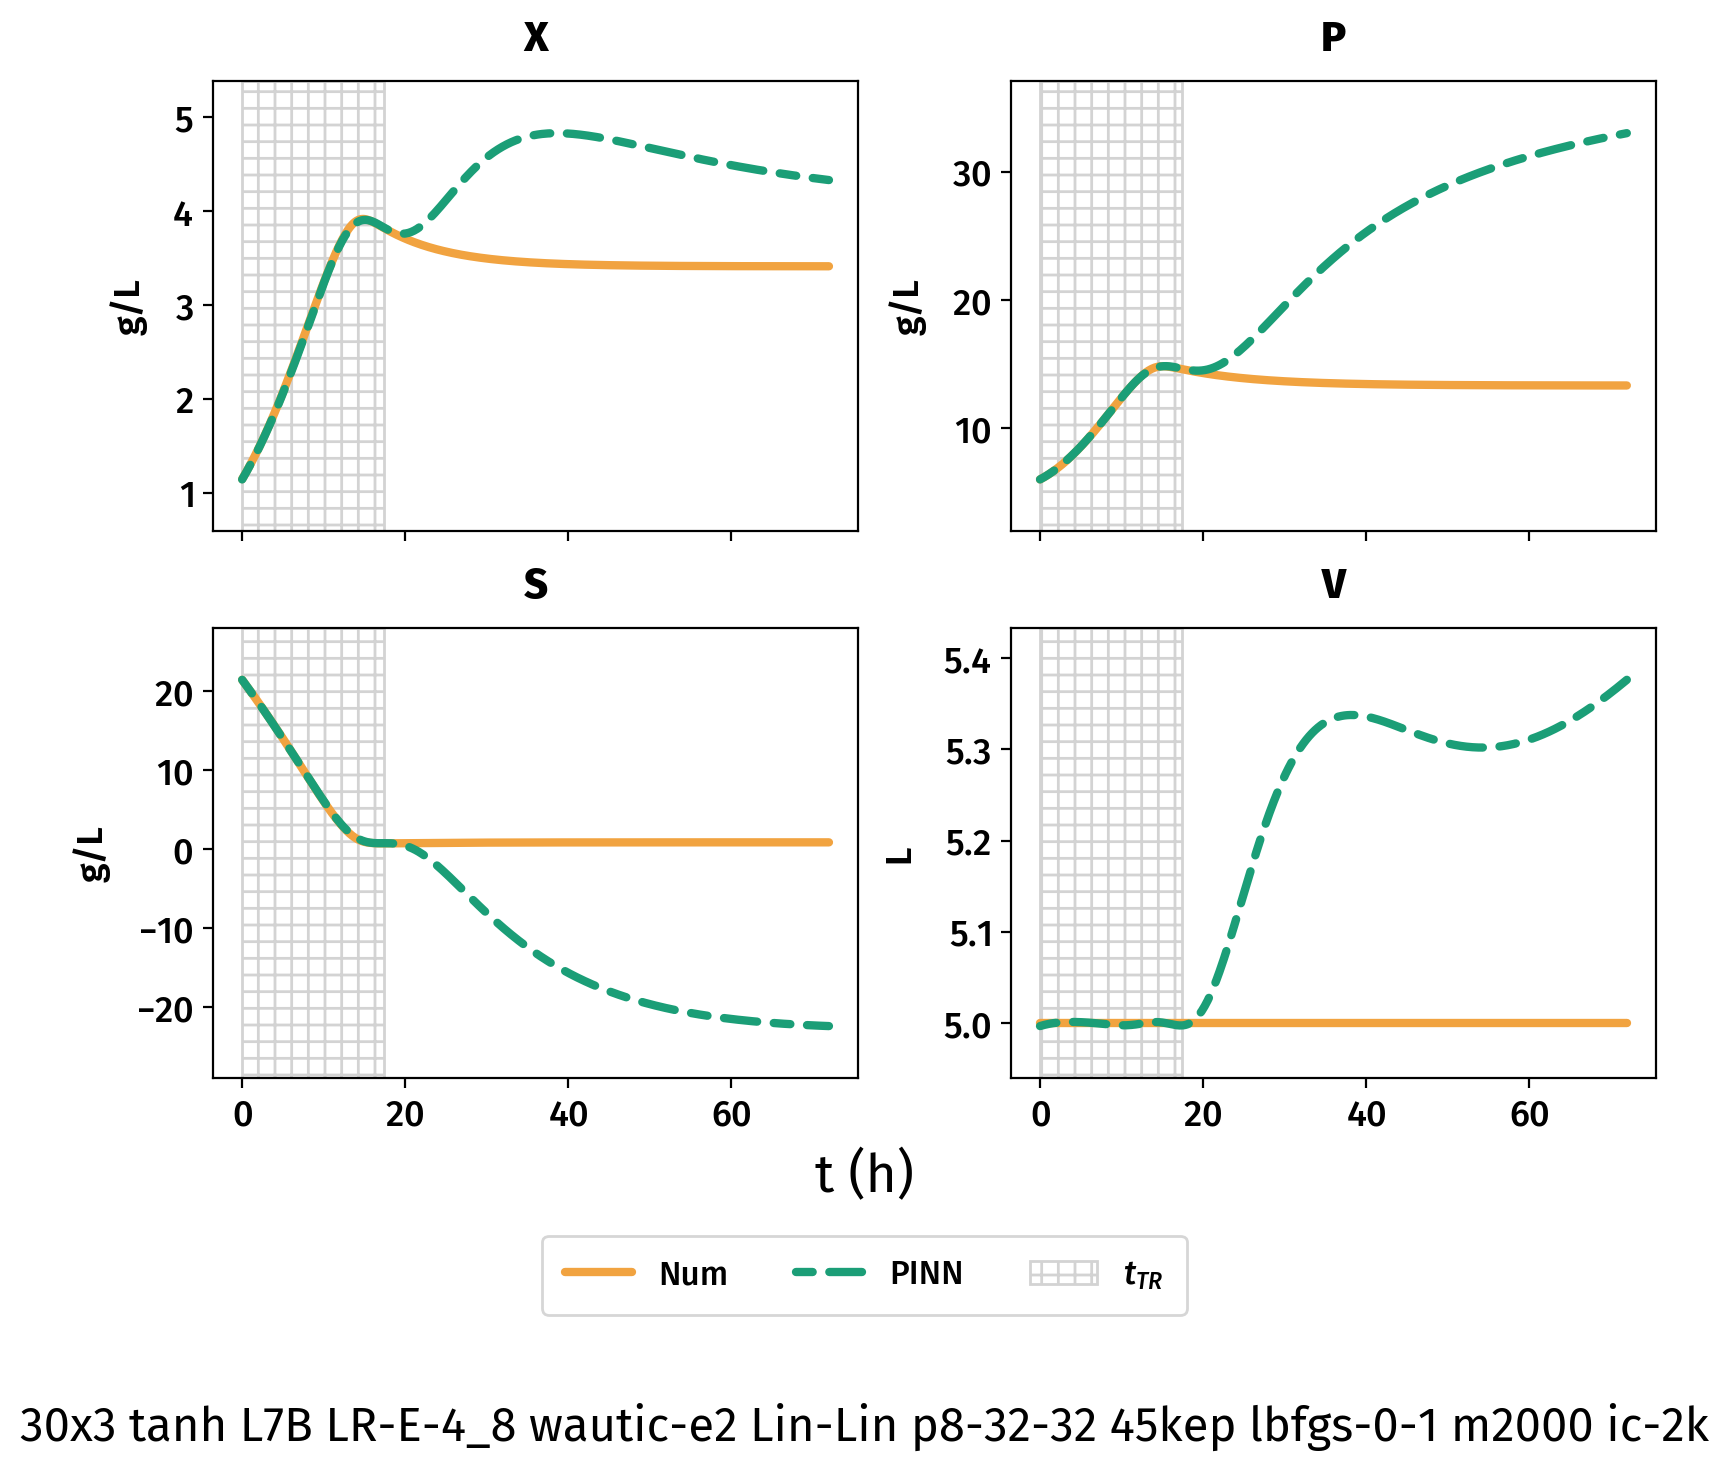 X
P
g/L
5
4
3
2
1
g/L
30
20
10
S
V
g/L
20
10
0
−10
−20
0 20 40 60
L
5.4
5.3
5.2
5.1
5.0
0 20 40 60
t (h)
Num PINN t_TR
30x3 tanh L7B LR-E-4_8 wautic-e2 Lin-Lin p8-32-32 45kep lbfgs-0-1 m2000 ic-2k